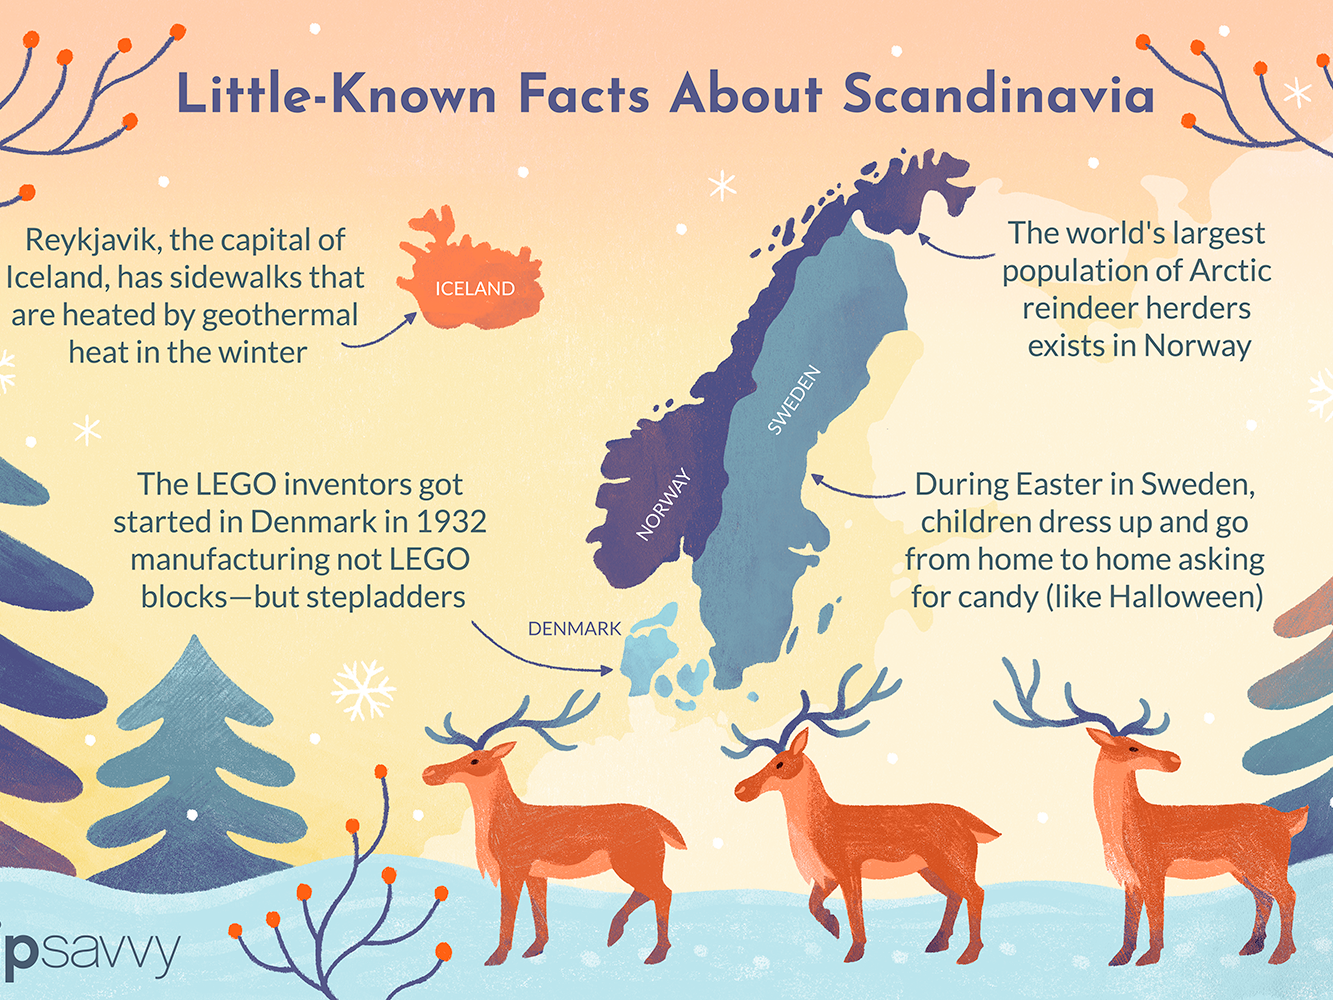 Little-Known Facts About Scandinavia
Reykjavik, the capital of
Iceland, has sidewalks that
are heated by geothermal
heat in the winter
ICELAND
The world's largest
population of Arctic
reindeer herders
exists in Norway
SWEDEN
NORWAY
The LEGO inventors got
started in Denmark in 1932
manufacturing not LEGO
blocks—but stepladders
During Easter in Sweden,
children dress up and go
from home to home asking
for candy (like Halloween)
DENMARK
ipsavvy